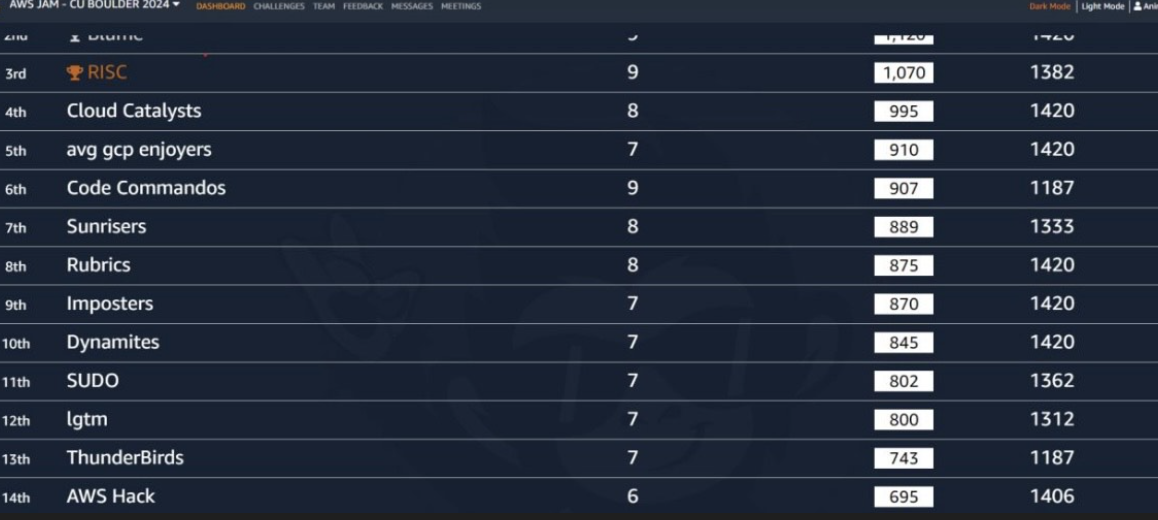 AWS JAM - CU BOULDER 2024 DASHBOARD CHALLENGES TEAM FEEDBACK MESSAGES MEETINGS Dark Mode | Light Mode |
2nd Blume 1,120 1420
3rd RISC 9 1,070 1382
4th Cloud Catalysts 8 995 1420
5th avg gcp enjoyers 7 910 1420
6th Code Commandos 9 907 1187
7th Sunrisers 8 889 1333
8th Rubrics 8 875 1420
9th Imposters 7 870 1420
10th Dynamites 7 845 1420
11th SUDO 7 802 1362
12th lgtm 7 800 1312
13th ThunderBirds 7 743 1187
14th AWS Hack 6 695 1406